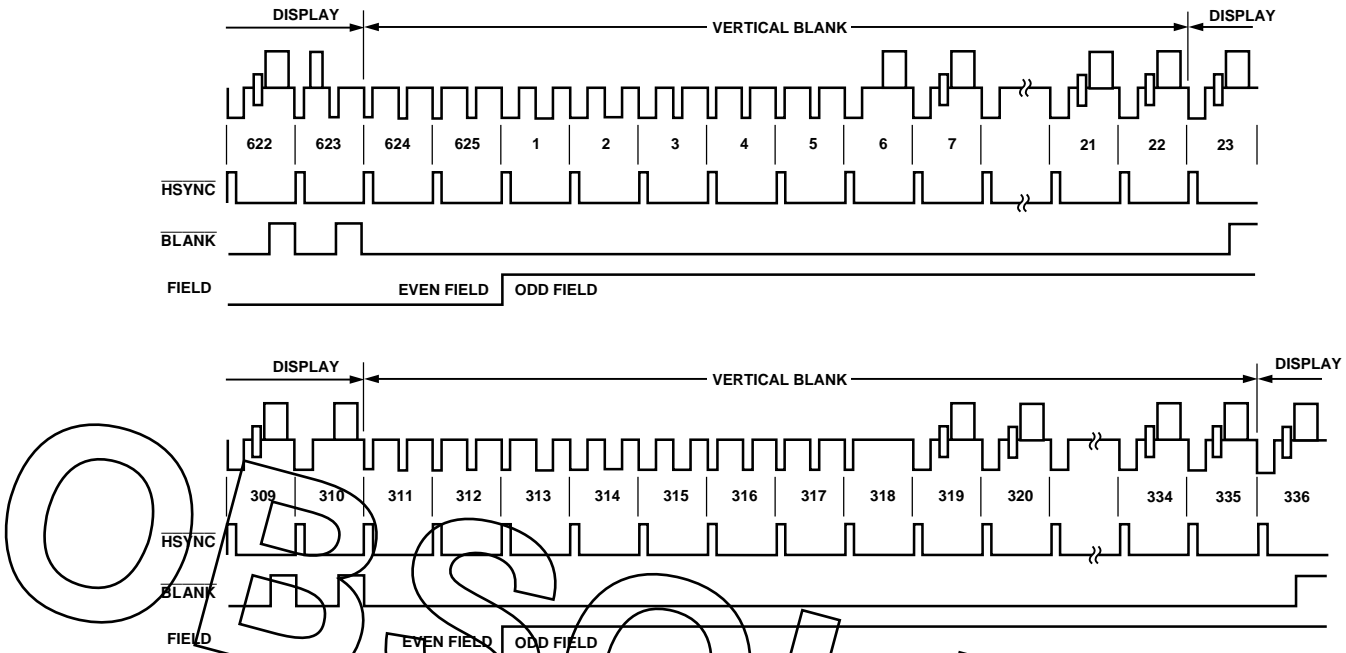 DISPLAY VERTICAL BLANK DISPLAY
622 623 624 625 1 2 3 4 5 6 7 21 22 23
HSYNC
BLANK
FIELD EVEN FIELD ODD FIELD
DISPLAY VERTICAL BLANK DISPLAY
309 310 311 312 313 314 315 316 317 318 319 320 334 335 336
HSYNC
BLANK
FIELD EVEN FIELD ODD FIELD